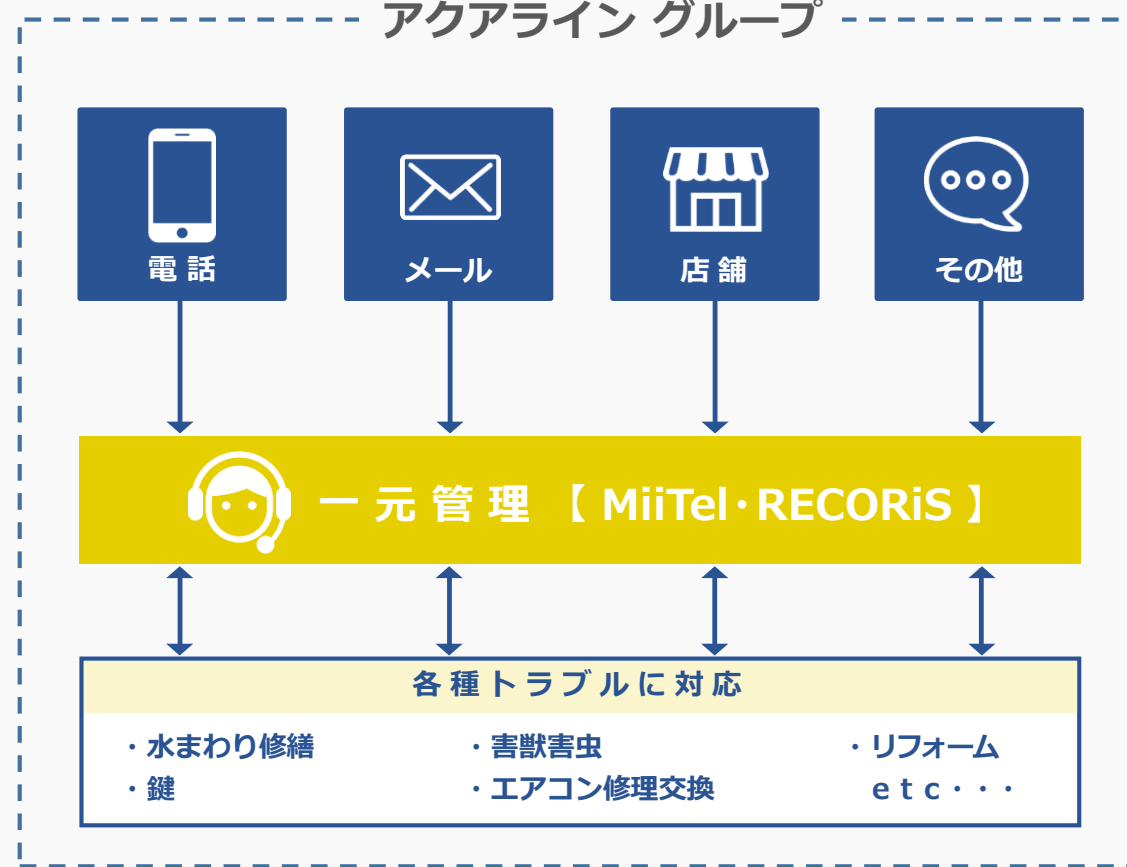 アクアライン グループ
電話
メール
店舗
その他
一元管理【MiiTel・RECORiS】
各種トラブルに対応
・水まわり修繕
・害獣害虫
・リフォーム
・鍵
・エアコン修理交換
etc・・・